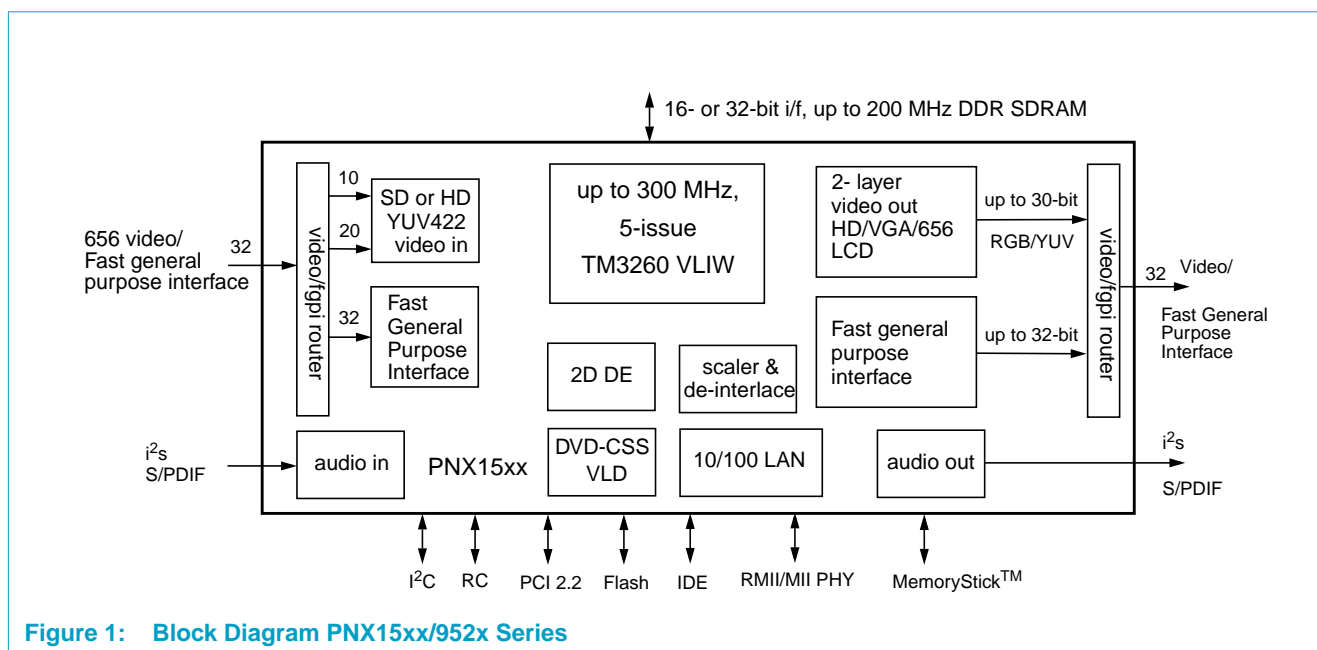 16- or 32-bit i/f, up to 200 MHz DDR SDRAM
656 video/
Fast general
purpose interface
32
video/fgpi router
10
20
32
SD or HD
YUV422
video in
Fast
General
Purpose
Interface
up to 300 MHz,
5-issue
TM3260 VLIW
2- layer
video out
HD/VGA/656
LCD
up to 30-bit
RGB/YUV
Fast general
purpose
interface
up to 32-bit
video/fgpi router
32 Video/
Fast General
Purpose
Interface
2D DE
scaler &
de-interlace
i2s
S/PDIF
audio in
PNX15xx
DVD-CSS
VLD
10/100 LAN
audio out
i2s
S/PDIF
I2C
RC
PCI 2.2
Flash
IDE
RMII/MII PHY
MemoryStick™
Figure 1: Block Diagram PNX15xx/952x Series